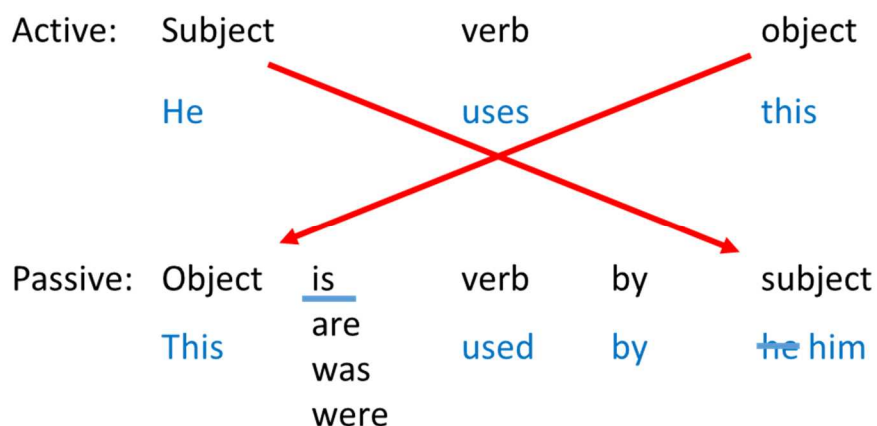 Active: Subject verb object
He uses this
Passive: Object is verb by subject
are
This used by he him
was
were